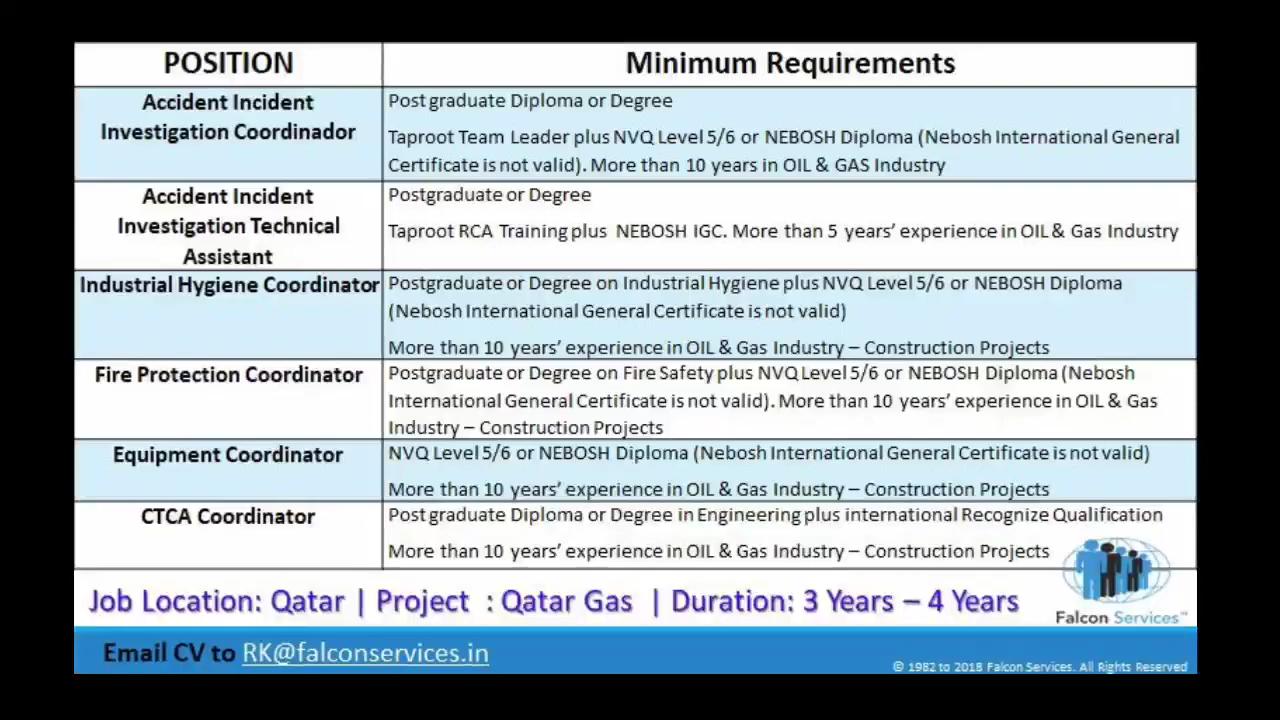 POSITION
Minimum Requirements
Accident Incident
Investigation Coordinador
Post graduate Diploma or Degree
Taproot Team Leader plus NVQ Level 5/6 or NEBOSH Diploma (Nebosh International General
Certificate is not valid). More than 10 years in OIL & GAS Industry
Accident Incident
Investigation Technical
Assistant
Postgraduate or Degree
Taproot RCA Training plus NEBOSH IGC. More than 5 years’ experience in OIL & Gas Industry
Industrial Hygiene Coordinator
Postgraduate or Degree on Industrial Hygiene plus NVQ Level 5/6 or NEBOSH Diploma
(Nebosh International General Certificate is not valid)
More than 10 years’ experience in OIL & Gas Industry – Construction Projects
Fire Protection Coordinator
Postgraduate or Degree on Fire Safety plus NVQ Level 5/6 or NEBOSH Diploma (Nebosh
International General Certificate is not valid). More than 10 years’ experience in OIL & Gas
Industry – Construction Projects
Equipment Coordinator
NVQ Level 5/6 or NEBOSH Diploma (Nebosh International General Certificate is not valid)
More than 10 years’ experience in OIL & Gas Industry – Construction Projects
CTCA Coordinator
Post graduate Diploma or Degree in Engineering plus international Recognize Qualification
More than 10 years’ experience in OIL & Gas Industry – Construction Projects
Job Location: Qatar | Project : Qatar Gas | Duration: 3 Years – 4 Years
Falcon Services™
Email CV to RK@falconservices.in
© 1982 to 2018 Falcon Services. All Rights Reserved